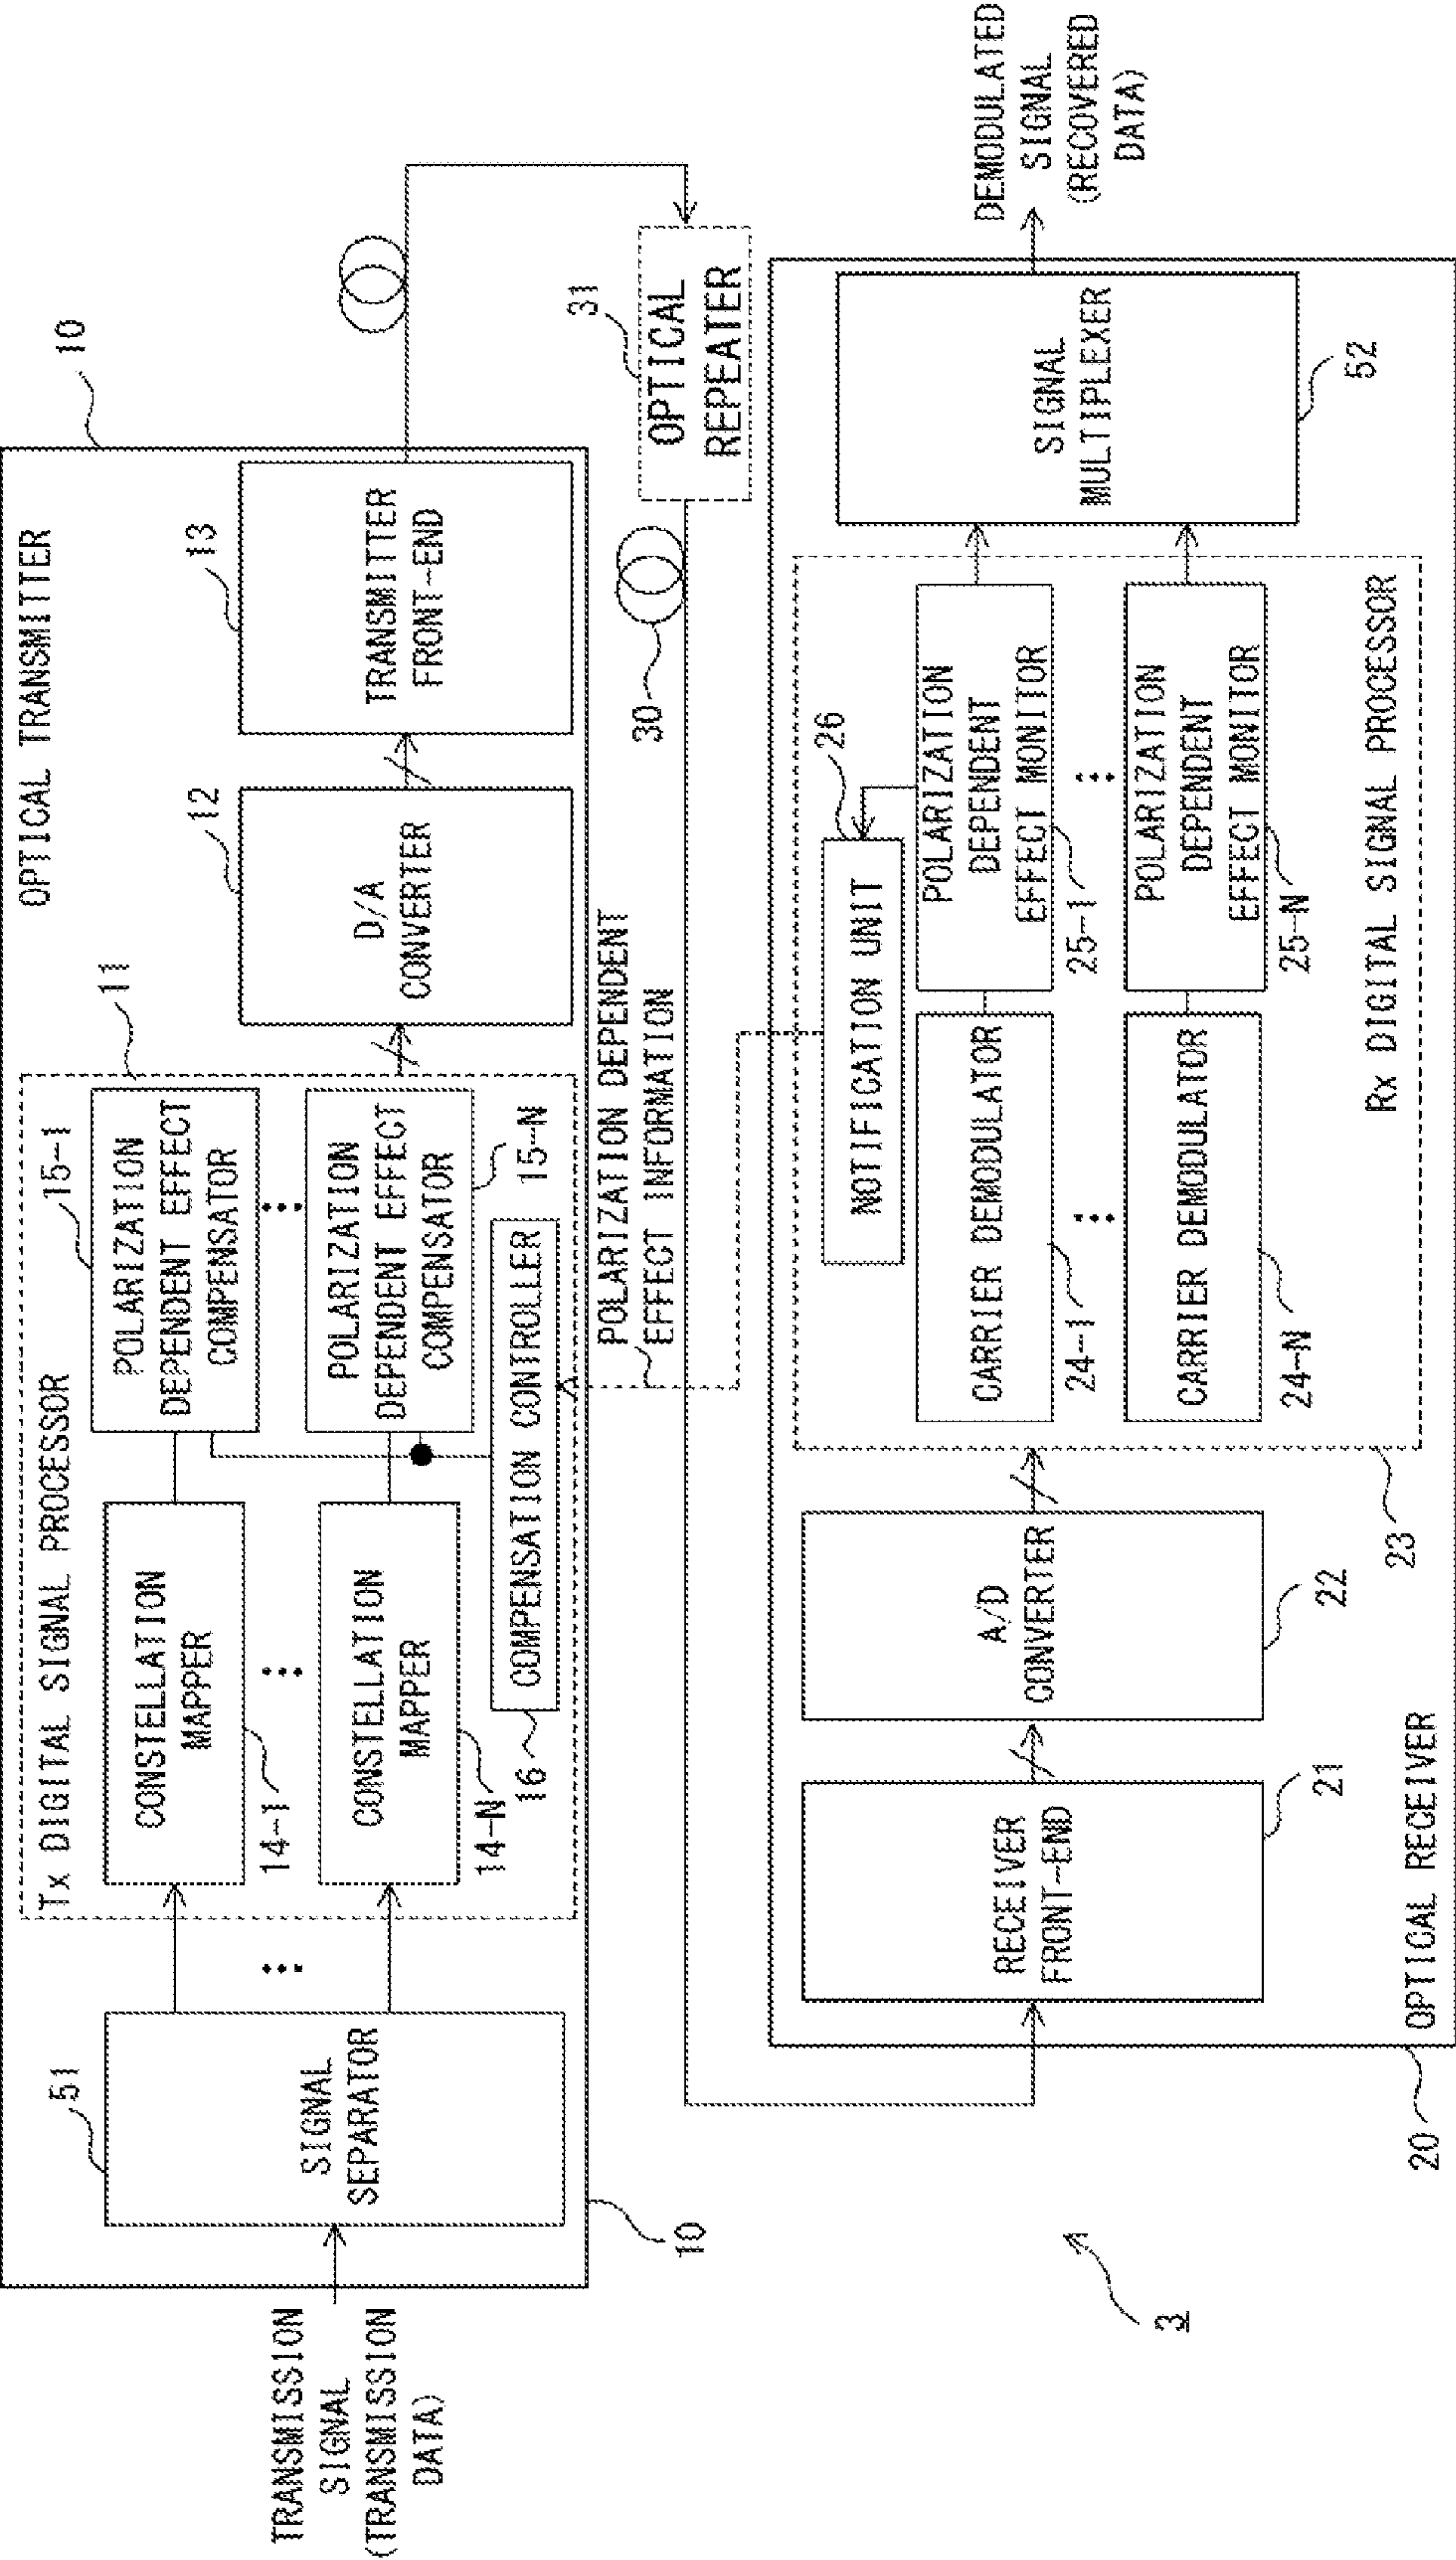 OPTICAL TRANSMITTER
10
Tx DIGITAL SIGNAL PROCESSOR
11
TRANSMISSION
SIGNAL
(TRANSMISSION
DATA)
51
SIGNAL
SEPARATOR
CONSTELLATION
MAPPER
14-1
CONSTELLATION
MAPPER
14-N
15-1
POLARIZATION
DEPENDENT EFFECT
COMPENSATOR
POLARIZATION
DEPENDENT EFFECT
COMPENSATOR
15-N
16
COMPENSATION CONTROLLER
12
D/A
CONVERTER
13
TRANSMITTER
FRONT-END
10
POLARIZATION DEPENDENT
EFFECT INFORMATION
30
31
OPTICAL
REPEATER
RECEIVER
FRONT-END
21
A/D
CONVERTER
22
26
NOTIFICATION UNIT
CARRIER DEMODULATOR
24-1
CARRIER DEMODULATOR
24-N
POLARIZATION
DEPENDENT
EFFECT MONITOR
25-1
POLARIZATION
DEPENDENT
EFFECT MONITOR
25-N
Rx DIGITAL SIGNAL PROCESSOR
23
SIGNAL
MULTIPLEXER
52
DEMODULATED
SIGNAL
(RECOVERED
DATA)
OPTICAL RECEIVER
20
3